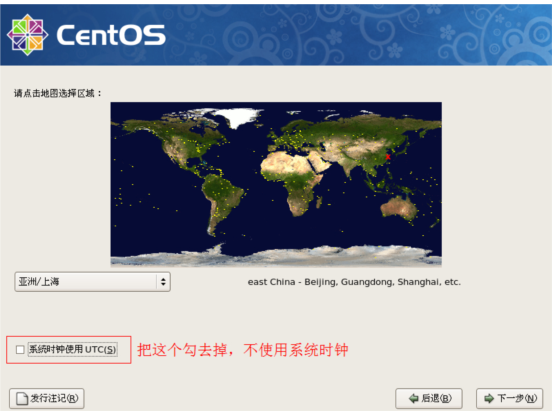 CentOS
请点击地图选择区域：
亚洲/上海
east China - Beijing, Guangdong, Shanghai, etc.
系统时钟使用 UTC(S)
把这个勾去掉，不使用系统时钟
发行注记(R)
后退(B)
下一步(N)